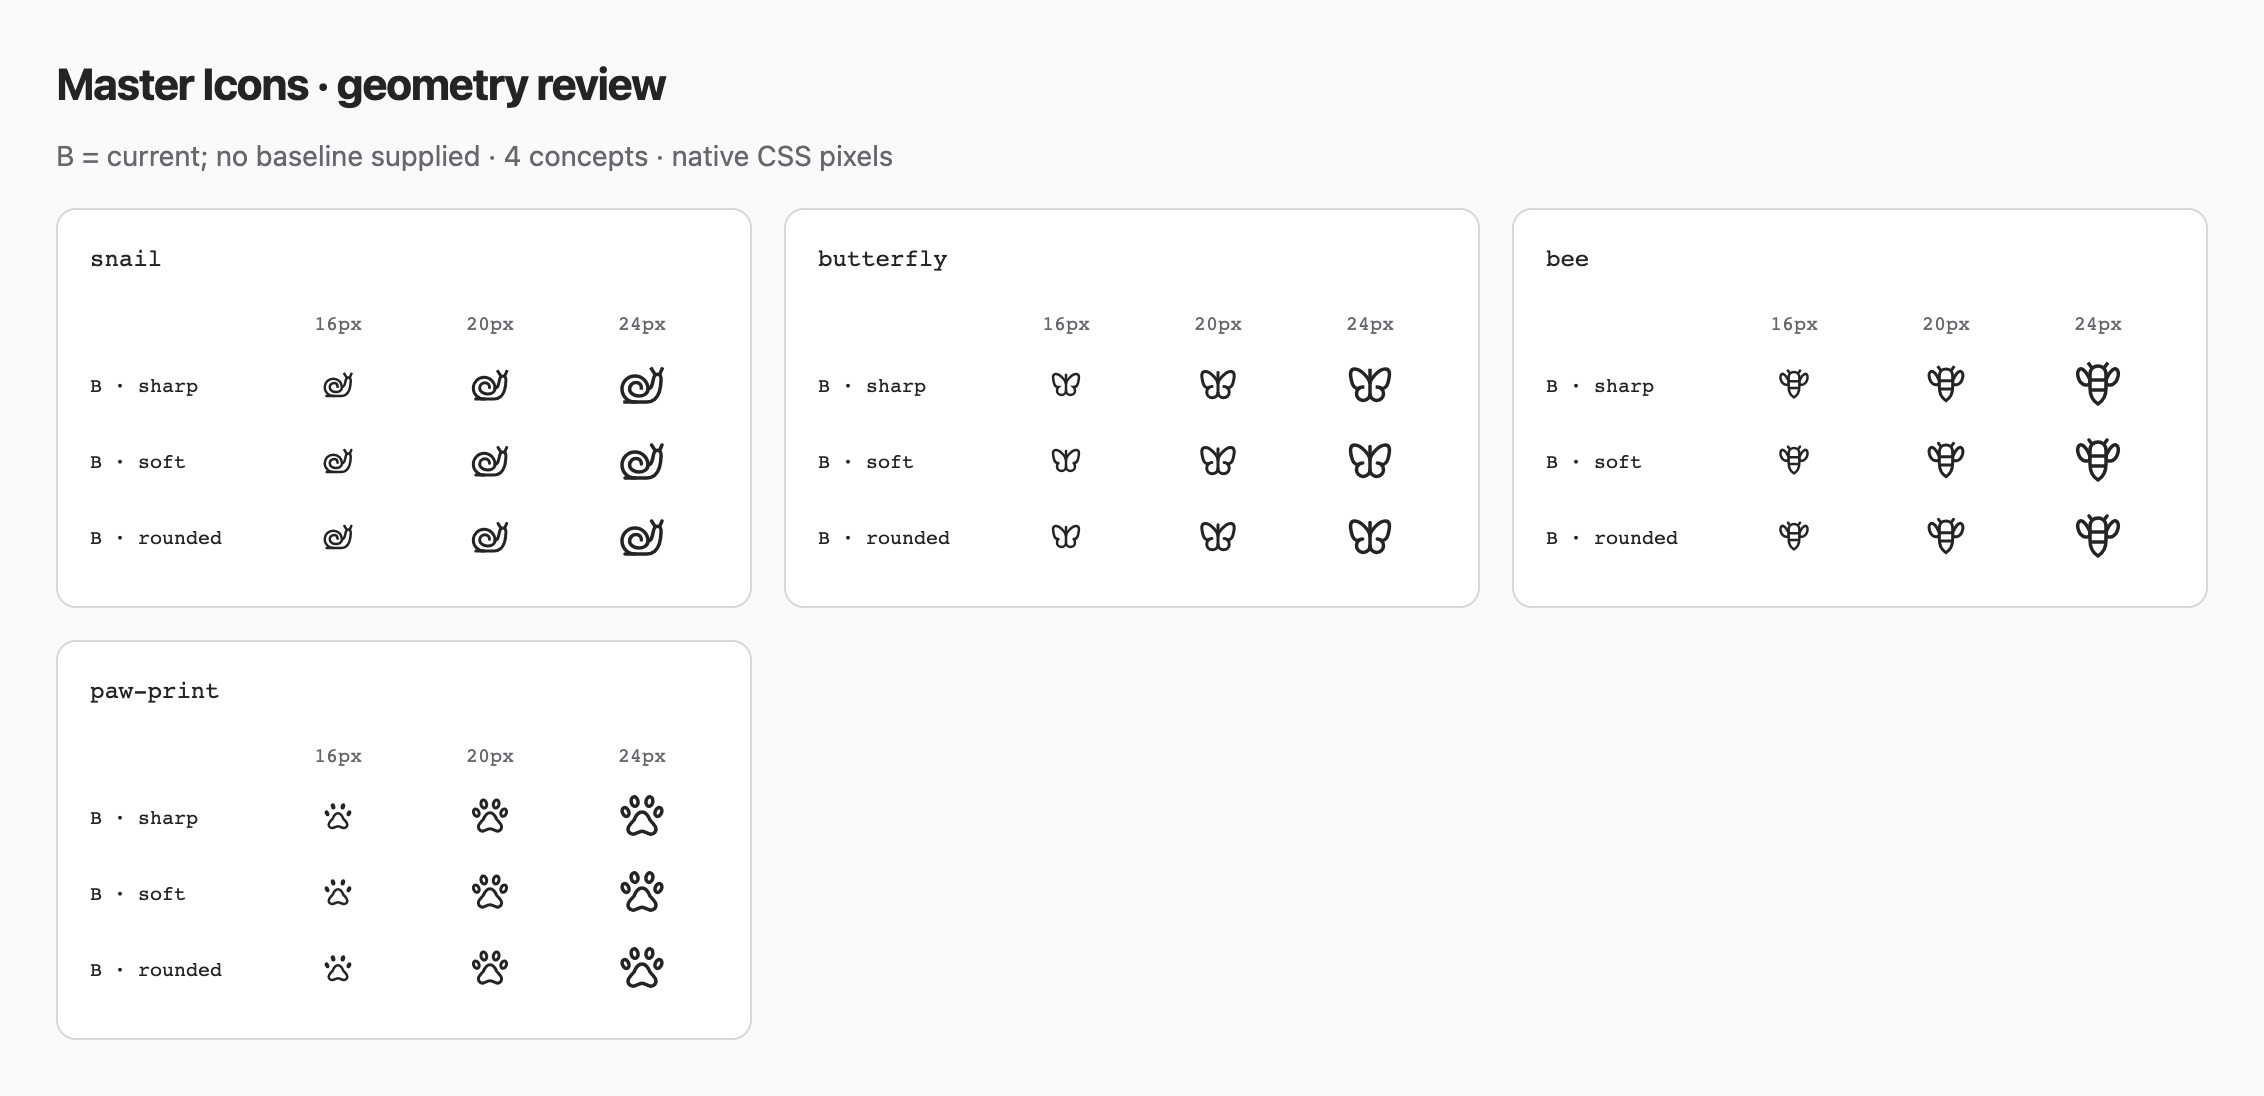 Master Icons · geometry review
B = current; no baseline supplied · 4 concepts · native CSS pixels
snail
16px 20px 24px
B · sharp
B · soft
B · rounded
butterfly
16px 20px 24px
B · sharp
B · soft
B · rounded
bee
16px 20px 24px
B · sharp
B · soft
B · rounded
paw-print
16px 20px 24px
B · sharp
B · soft
B · rounded